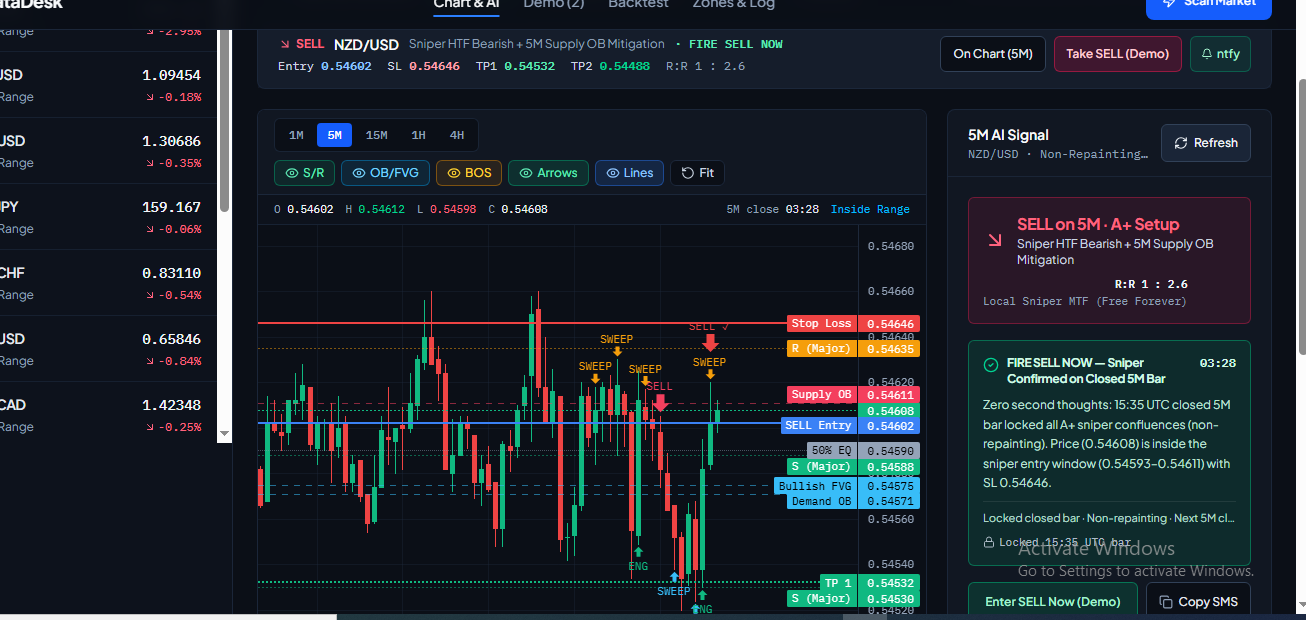 ataDesk
Chart & AI Demo (2) Backtest Zones & Log
Scan Market
-2.95%
SELL NZD/USD Sniper HTF Bearish + 5M Supply OB Mitigation · FIRE SELL NOW
Entry 0.54602 SL 0.54646 TP1 0.54532 TP2 0.54488 R:R 1 : 2.6
On Chart (5M) Take SELL (Demo) ntfy
USD 1.09454
Range -0.18%
USD 1.30686
Range -0.35%
PY 159.167
Range -0.06%
CHF 0.83110
Range -0.54%
USD 0.65846
Range -0.84%
CAD 1.42348
Range -0.25%
1M 5M 15M 1H 4H
S/R OB/FVG BOS Arrows Lines Fit
O 0.54602 H 0.54612 L 0.54598 C 0.54608
5M close 03:28 Inside Range
0.54680
0.54660
Stop Loss 0.54646
SELL ✓
0.54640
SWEEP
R (Major) 0.54635
SWEEP
SWEEP
SWEEP
0.54620
SELL
Supply OB 0.54611
0.54608
SELL Entry 0.54602
50% EQ 0.54590
S (Major) 0.54588
Bullish FVG 0.54575
Demand OB 0.54571
0.54560
ENG
0.54540
TP 1 0.54532
SWEEP
S (Major) 0.54530
NG
0.54520
5M AI Signal
NZD/USD · Non-Repainting…
Refresh
SELL on 5M · A+ Setup
Sniper HTF Bearish + 5M Supply OB
Mitigation
R:R 1 : 2.6
Local Sniper MTF (Free Forever)
FIRE SELL NOW — Sniper
Confirmed on Closed 5M Bar
03:28
Zero second thoughts: 15:35 UTC closed 5M
bar locked all A+ sniper confluences (non-
repainting). Price (0.54608) is inside the
sniper entry window (0.54593–0.54611) with
SL 0.54646.
Locked closed bar · Non-repainting · Next 5M cl…
Locked 15:35 UTC bar
Activate Windows
Go to Settings to activate Windows.
Enter SELL Now (Demo) Copy SMS